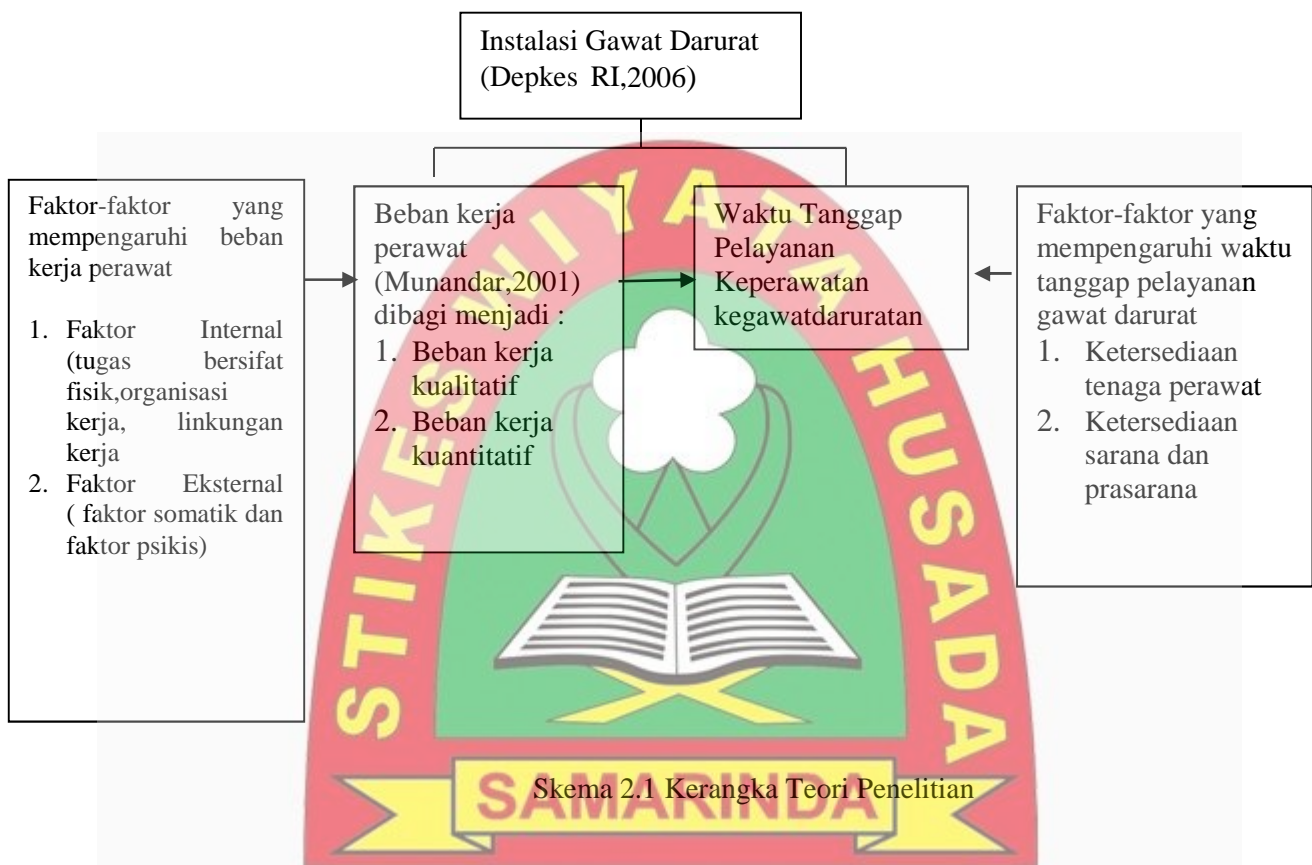 Instalasi Gawat Darurat
(Depkes RI,2006)
Faktor-faktor yang
mempengaruhi beban
kerja perawat
1. Faktor Internal
(tugas bersifat
fisik,organisasi
kerja, linkungan
kerja
2. Faktor Eksternal
( faktor somatik dan
faktor psikis)
Beban kerja
perawat
(Munandar,2001)
dibagi menjadi :
1. Beban kerja
kualitatif
2. Beban kerja
kuantitatif
Waktu Tanggap
Pelayanan
Keperawatan
kegawatdaruratan
Faktor-faktor yang
mempengaruhi waktu
tanggap pelayanan
gawat darurat
1. Ketersediaan
tenaga perawat
2. Ketersediaan
sarana dan
prasarana
STIKES WIYATA HUSADA
SAMARINDA
Skema 2.1 Kerangka Teori Penelitian